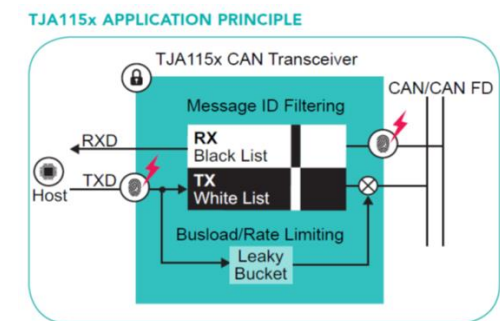 TJA115x APPLICATION PRINCIPLE
TJA115x CAN Transceiver
CAN/CAN FD
Message ID Filtering
RXD
RX
Black List
TXD
TX
White List
Host
Busload/Rate Limiting
Leaky
Bucket